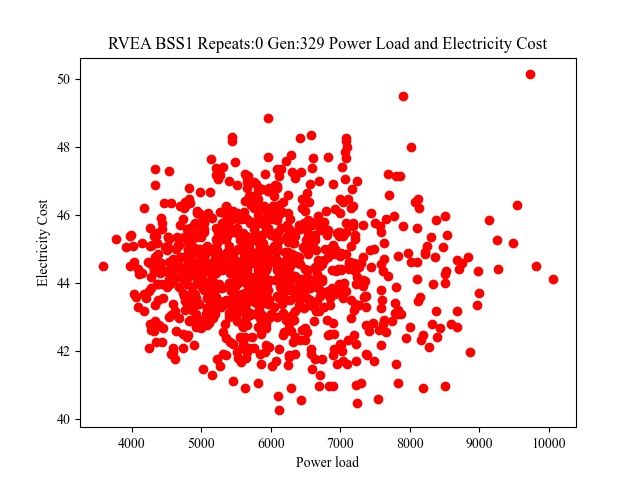 RVEA BSS1 Repeats:0 Gen:329 Power Load and Electricity Cost
50
48
46
44
42
40
Electricity Cost
4000 5000 6000 7000 8000 9000 10000
Power load